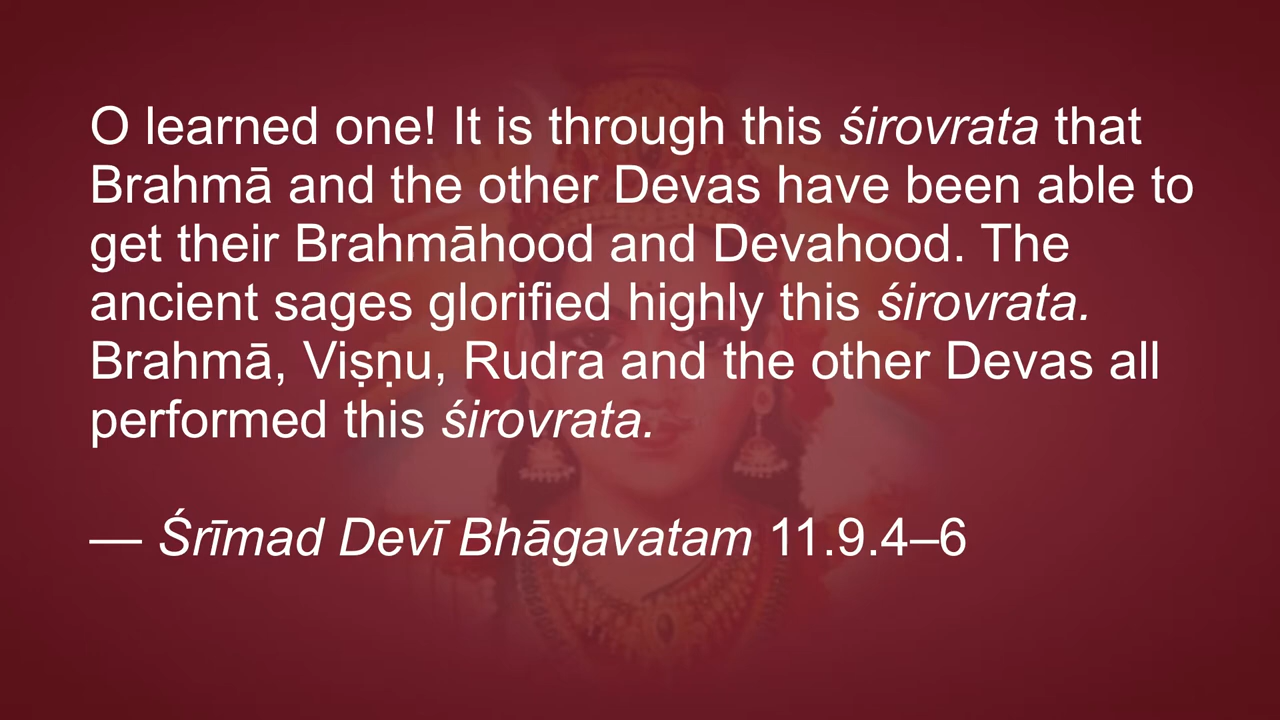 O learned one! It is through this śirovrata that
Brahmā and the other Devas have been able to
get their Brahmāhood and Devahood. The
ancient sages glorified highly this śirovrata.
Brahmā, Viṣṇu, Rudra and the other Devas all
performed this śirovrata.
— Śrīmad Devī Bhāgavatam 11.9.4–6